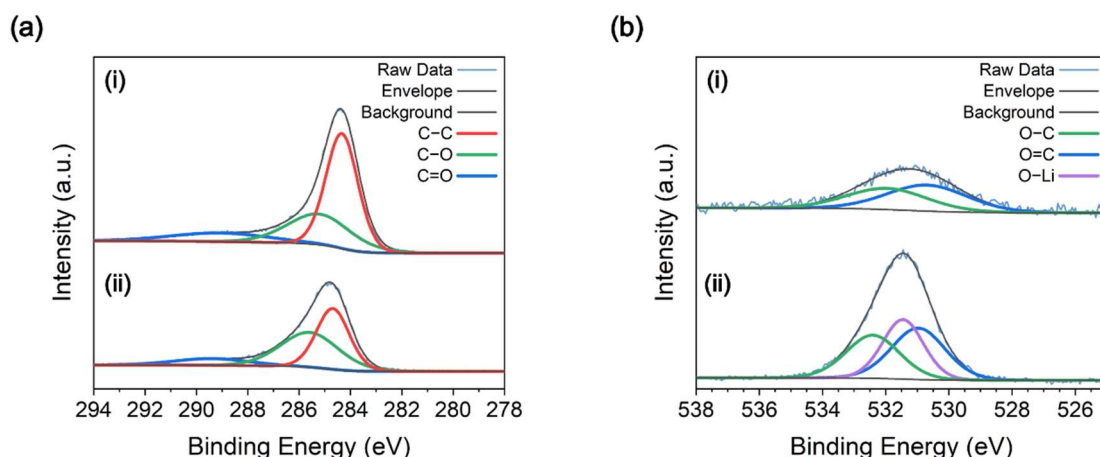 (a)
(i)
Raw Data
Envelope
Background
C−C
C−O
C=O
(ii)
Intensity (a.u.)
294 292 290 288 286 284 282 280 278
Binding Energy (eV)
(b)
(i)
Raw Data
Envelope
Background
O−C
O=C
O−Li
(ii)
Intensity (a.u.)
538 536 534 532 530 528 526
Binding Energy (eV)